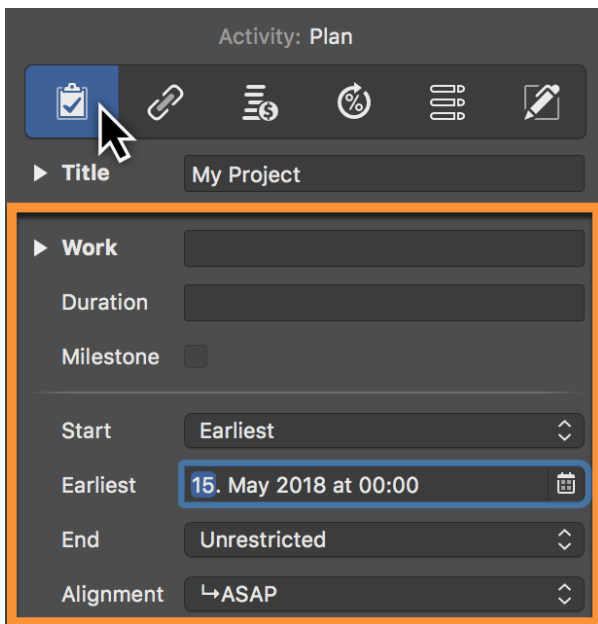 Activity: Plan
Title My Project
Work
Duration
Milestone
Start Earliest
Earliest 15. May 2018 at 00:00
End Unrestricted
Alignment ↳ASAP